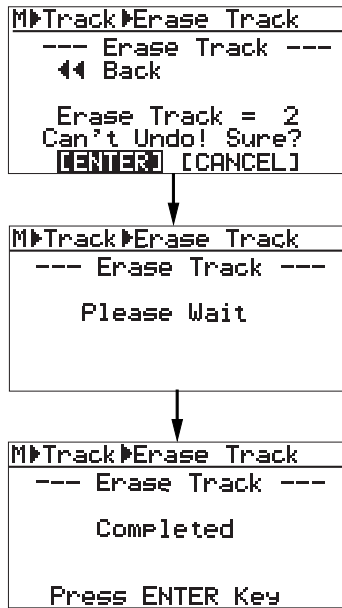 M▶Track▶Erase Track
--- Erase Track ---
◀◀ Back
Erase Track = 2
Can't Undo! Sure?
[ENTER] [CANCEL]
M▶Track▶Erase Track
--- Erase Track ---
Please Wait
M▶Track▶Erase Track
--- Erase Track ---
Completed
Press ENTER Key